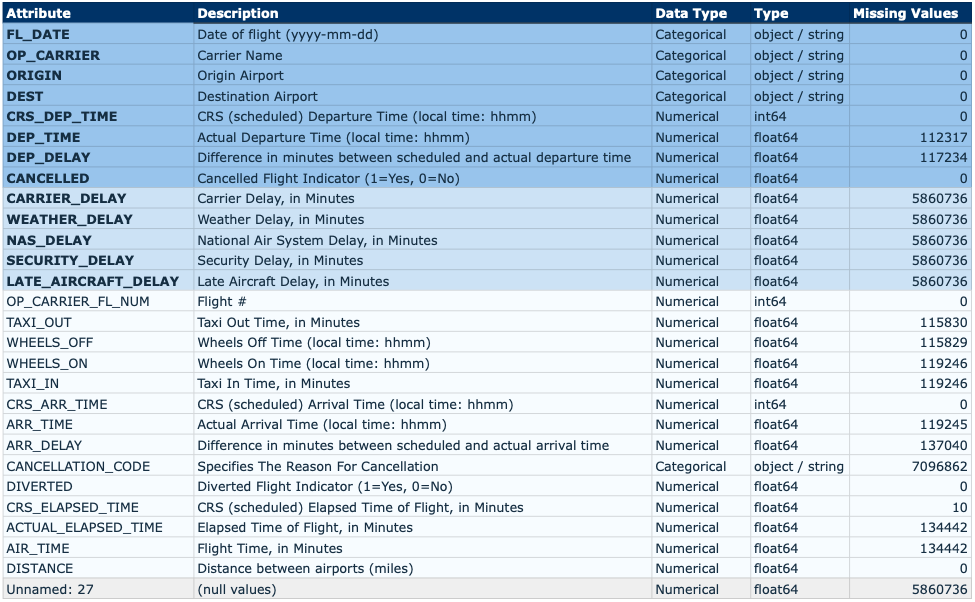 Attribute Description Data Type Type Missing Values
FL_DATE Date of flight (yyyy-mm-dd) Categorical object / string 0
OP_CARRIER Carrier Name Categorical object / string 0
ORIGIN Origin Airport Categorical object / string 0
DEST Destination Airport Categorical object / string 0
CRS_DEP_TIME CRS (scheduled) Departure Time (local time: hhmm) Numerical int64 0
DEP_TIME Actual Departure Time (local time: hhmm) Numerical float64 112317
DEP_DELAY Difference in minutes between scheduled and actual departure time Numerical float64 117234
CANCELLED Cancelled Flight Indicator (1=Yes, 0=No) Numerical float64 0
CARRIER_DELAY Carrier Delay, in Minutes Numerical float64 5860736
WEATHER_DELAY Weather Delay, in Minutes Numerical float64 5860736
NAS_DELAY National Air System Delay, in Minutes Numerical float64 5860736
SECURITY_DELAY Security Delay, in Minutes Numerical float64 5860736
LATE_AIRCRAFT_DELAY Late Aircraft Delay, in Minutes Numerical float64 5860736
OP_CARRIER_FL_NUM Flight # Numerical int64 0
TAXI_OUT Taxi Out Time, in Minutes Numerical float64 115830
WHEELS_OFF Wheels Off Time (local time: hhmm) Numerical float64 115829
WHEELS_ON Wheels On Time (local time: hhmm) Numerical float64 119246
TAXI_IN Taxi In Time, in Minutes Numerical float64 119246
CRS_ARR_TIME CRS (scheduled) Arrival Time (local time: hhmm) Numerical int64 0
ARR_TIME Actual Arrival Time (local time: hhmm) Numerical float64 119245
ARR_DELAY Difference in minutes between scheduled and actual arrival time Numerical float64 137040
CANCELLATION_CODE Specifies The Reason For Cancellation Categorical object / string 7096862
DIVERTED Diverted Flight Indicator (1=Yes, 0=No) Numerical float64 0
CRS_ELAPSED_TIME CRS (scheduled) Elapsed Time of Flight, in Minutes Numerical float64 10
ACTUAL_ELAPSED_TIME Elapsed Time of Flight, in Minutes Numerical float64 134442
AIR_TIME Flight Time, in Minutes Numerical float64 134442
DISTANCE Distance between airports (miles) Numerical float64 0
Unnamed: 27 (null values) Numerical float64 5860736